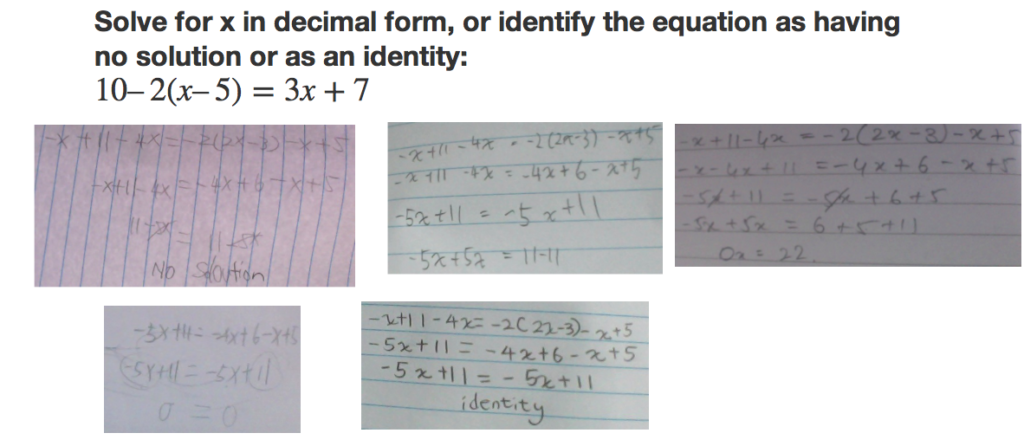 Solve for x in decimal form, or identify the equation as having
no solution or as an identity:
10– 2(x– 5) = 3x + 7
-x + 11 - 4x = -2(2x-3) -x+5
-x+11-4x = -4x+6-x+5
11-5x = 11-5x
No Solution
-x+11 -4x = -2(2x-3) -x+5
-x +11 -4x = -4x+6-x+5
-5x+11 = -5x+11
-5x+5x = 11-11
-x+11-4x = -2(2x-3)-x+5
-x-4x+11 = -4x+6-x+5
-5x+11 = -5x+6+5
-5x+5x = 6+5+11
0x = 22
-5x+11= -4x+6-x+5
-5x+11 = -5x+11
0 = 0
-x+11-4x= -2(2x-3)-x+5
-5x+11 = -4x+6-x+5
-5x+11 = -5x+11
identity